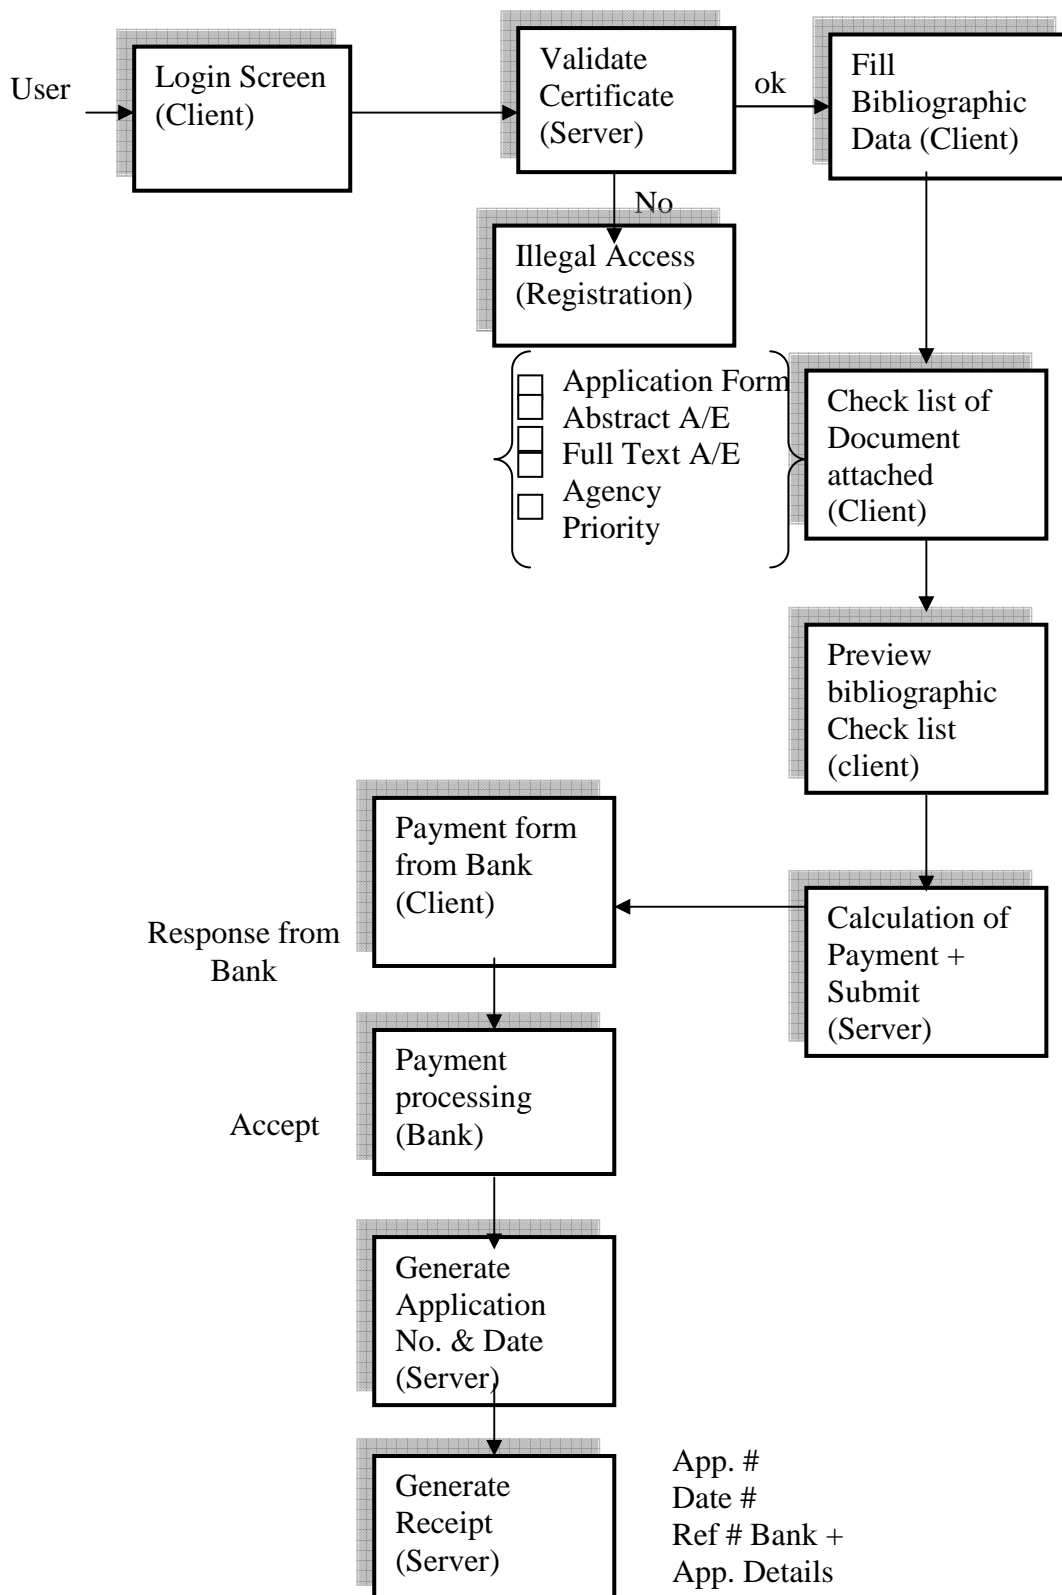 User
Login Screen
(Client)
Validate
Certificate
(Server)
ok
Fill
Bibliographic
Data (Client)
No
Illegal Access
(Registration)
Application Form
Abstract A/E
Full Text A/E
Agency
Priority
Check list of
Document
attached
(Client)
Preview
bibliographic
Check list
(client)
Calculation of
Payment +
Submit
(Server)
Payment form
from Bank
(Client)
Response from
Bank
Payment
processing
(Bank)
Accept
Generate
Application
No. & Date
(Server)
Generate
Receipt
(Server)
App. #
Date #
Ref # Bank +
App. Details